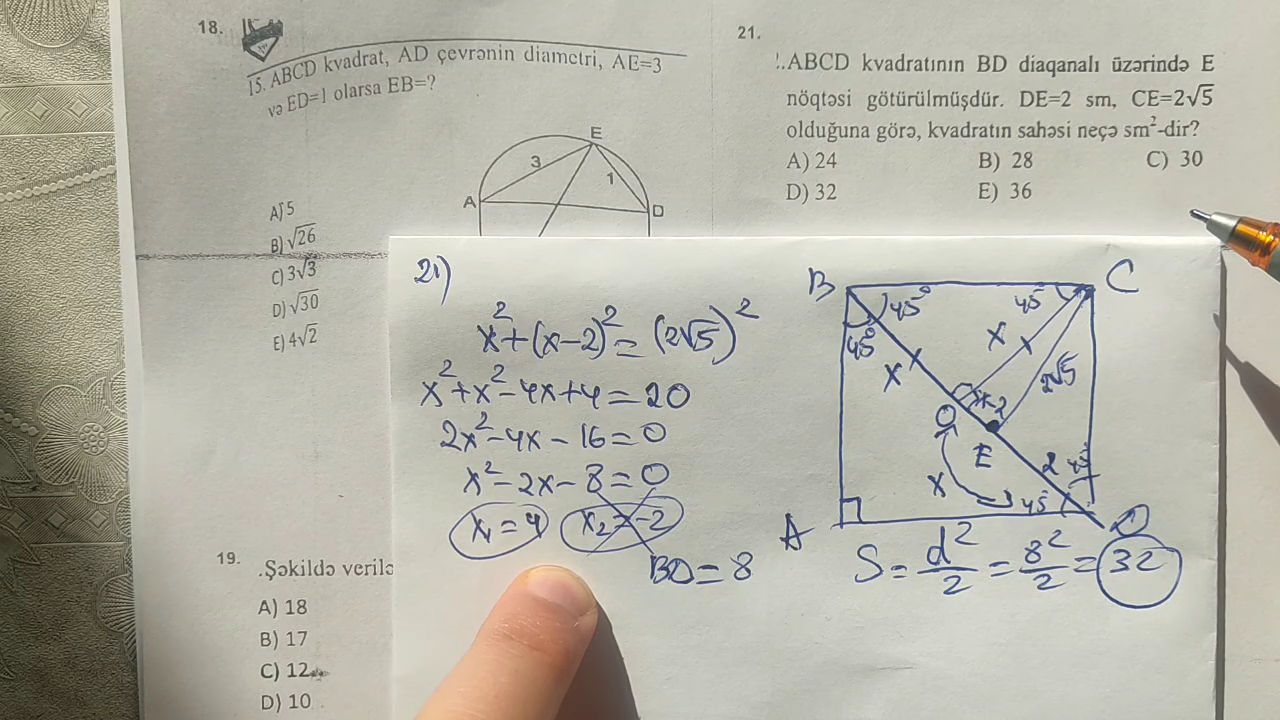 18.
15. ABCD kvadrat, AD çevrənin diametri, AE=3
və ED=1 olarsa EB=?
E
3
1
A
D
A) 5
B) √26
C) 3√3
D) √30
E) 4√2
19.
.Şəkildə verilə
A) 18
B) 17
C) 12
D) 10
21.
.ABCD kvadratının BD diaqanalı üzərində E
nöqtəsi götürülmüşdür. DE=2 sm, CE=2√5
olduğuna görə, kvadratın sahəsi neçə sm²-dir?
A) 24 B) 28 C) 30
D) 32 E) 36
21)
x²+(x-2)²=(2√5)²
x²+x²-4x+4=20
2x²-4x-16=0
x²-2x-8=0
x₁=4 x₂=-2
BD=8
B C
45° 45°
45° x
x 2√5
x-2
O
E
x 2 45°
45°
A D
S=d²/2=8²/2=32